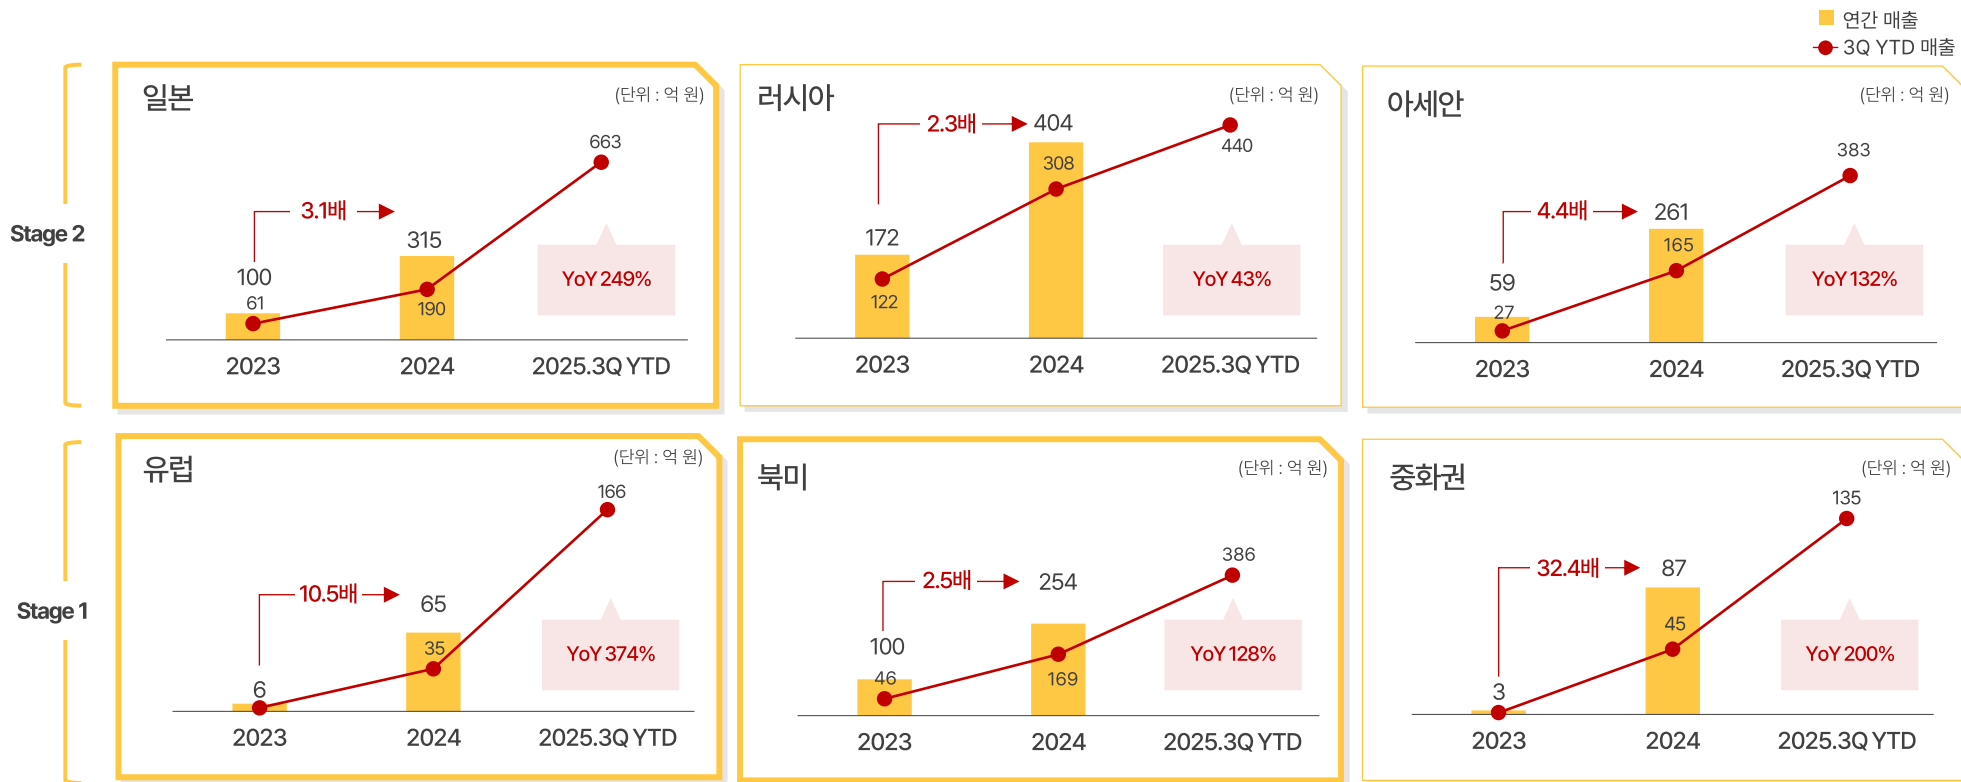 연간 매출
3Q YTD 매출
Stage 2
일본
(단위 : 억 원)
3.1배
100
61
315
190
663
YoY 249%
2023
2024
2025.3Q YTD
러시아
(단위 : 억 원)
2.3배
172
122
404
308
440
YoY 43%
2023
2024
2025.3Q YTD
아세안
(단위 : 억 원)
4.4배
59
27
261
165
383
YoY 132%
2023
2024
2025.3Q YTD
Stage 1
유럽
(단위 : 억 원)
10.5배
6
65
35
166
YoY 374%
2023
2024
2025.3Q YTD
북미
(단위 : 억 원)
2.5배
100
46
254
169
386
YoY 128%
2023
2024
2025.3Q YTD
중화권
(단위 : 억 원)
32.4배
3
87
45
135
YoY 200%
2023
2024
2025.3Q YTD